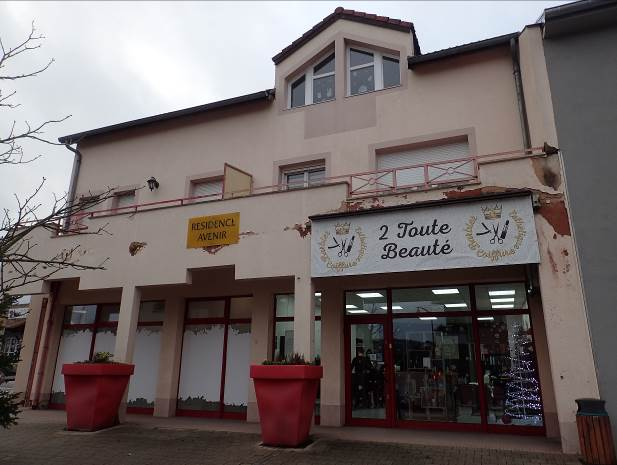 RESIDENCE
AVENIR
2 Toute
Beauté
Coiffure
Coiffure